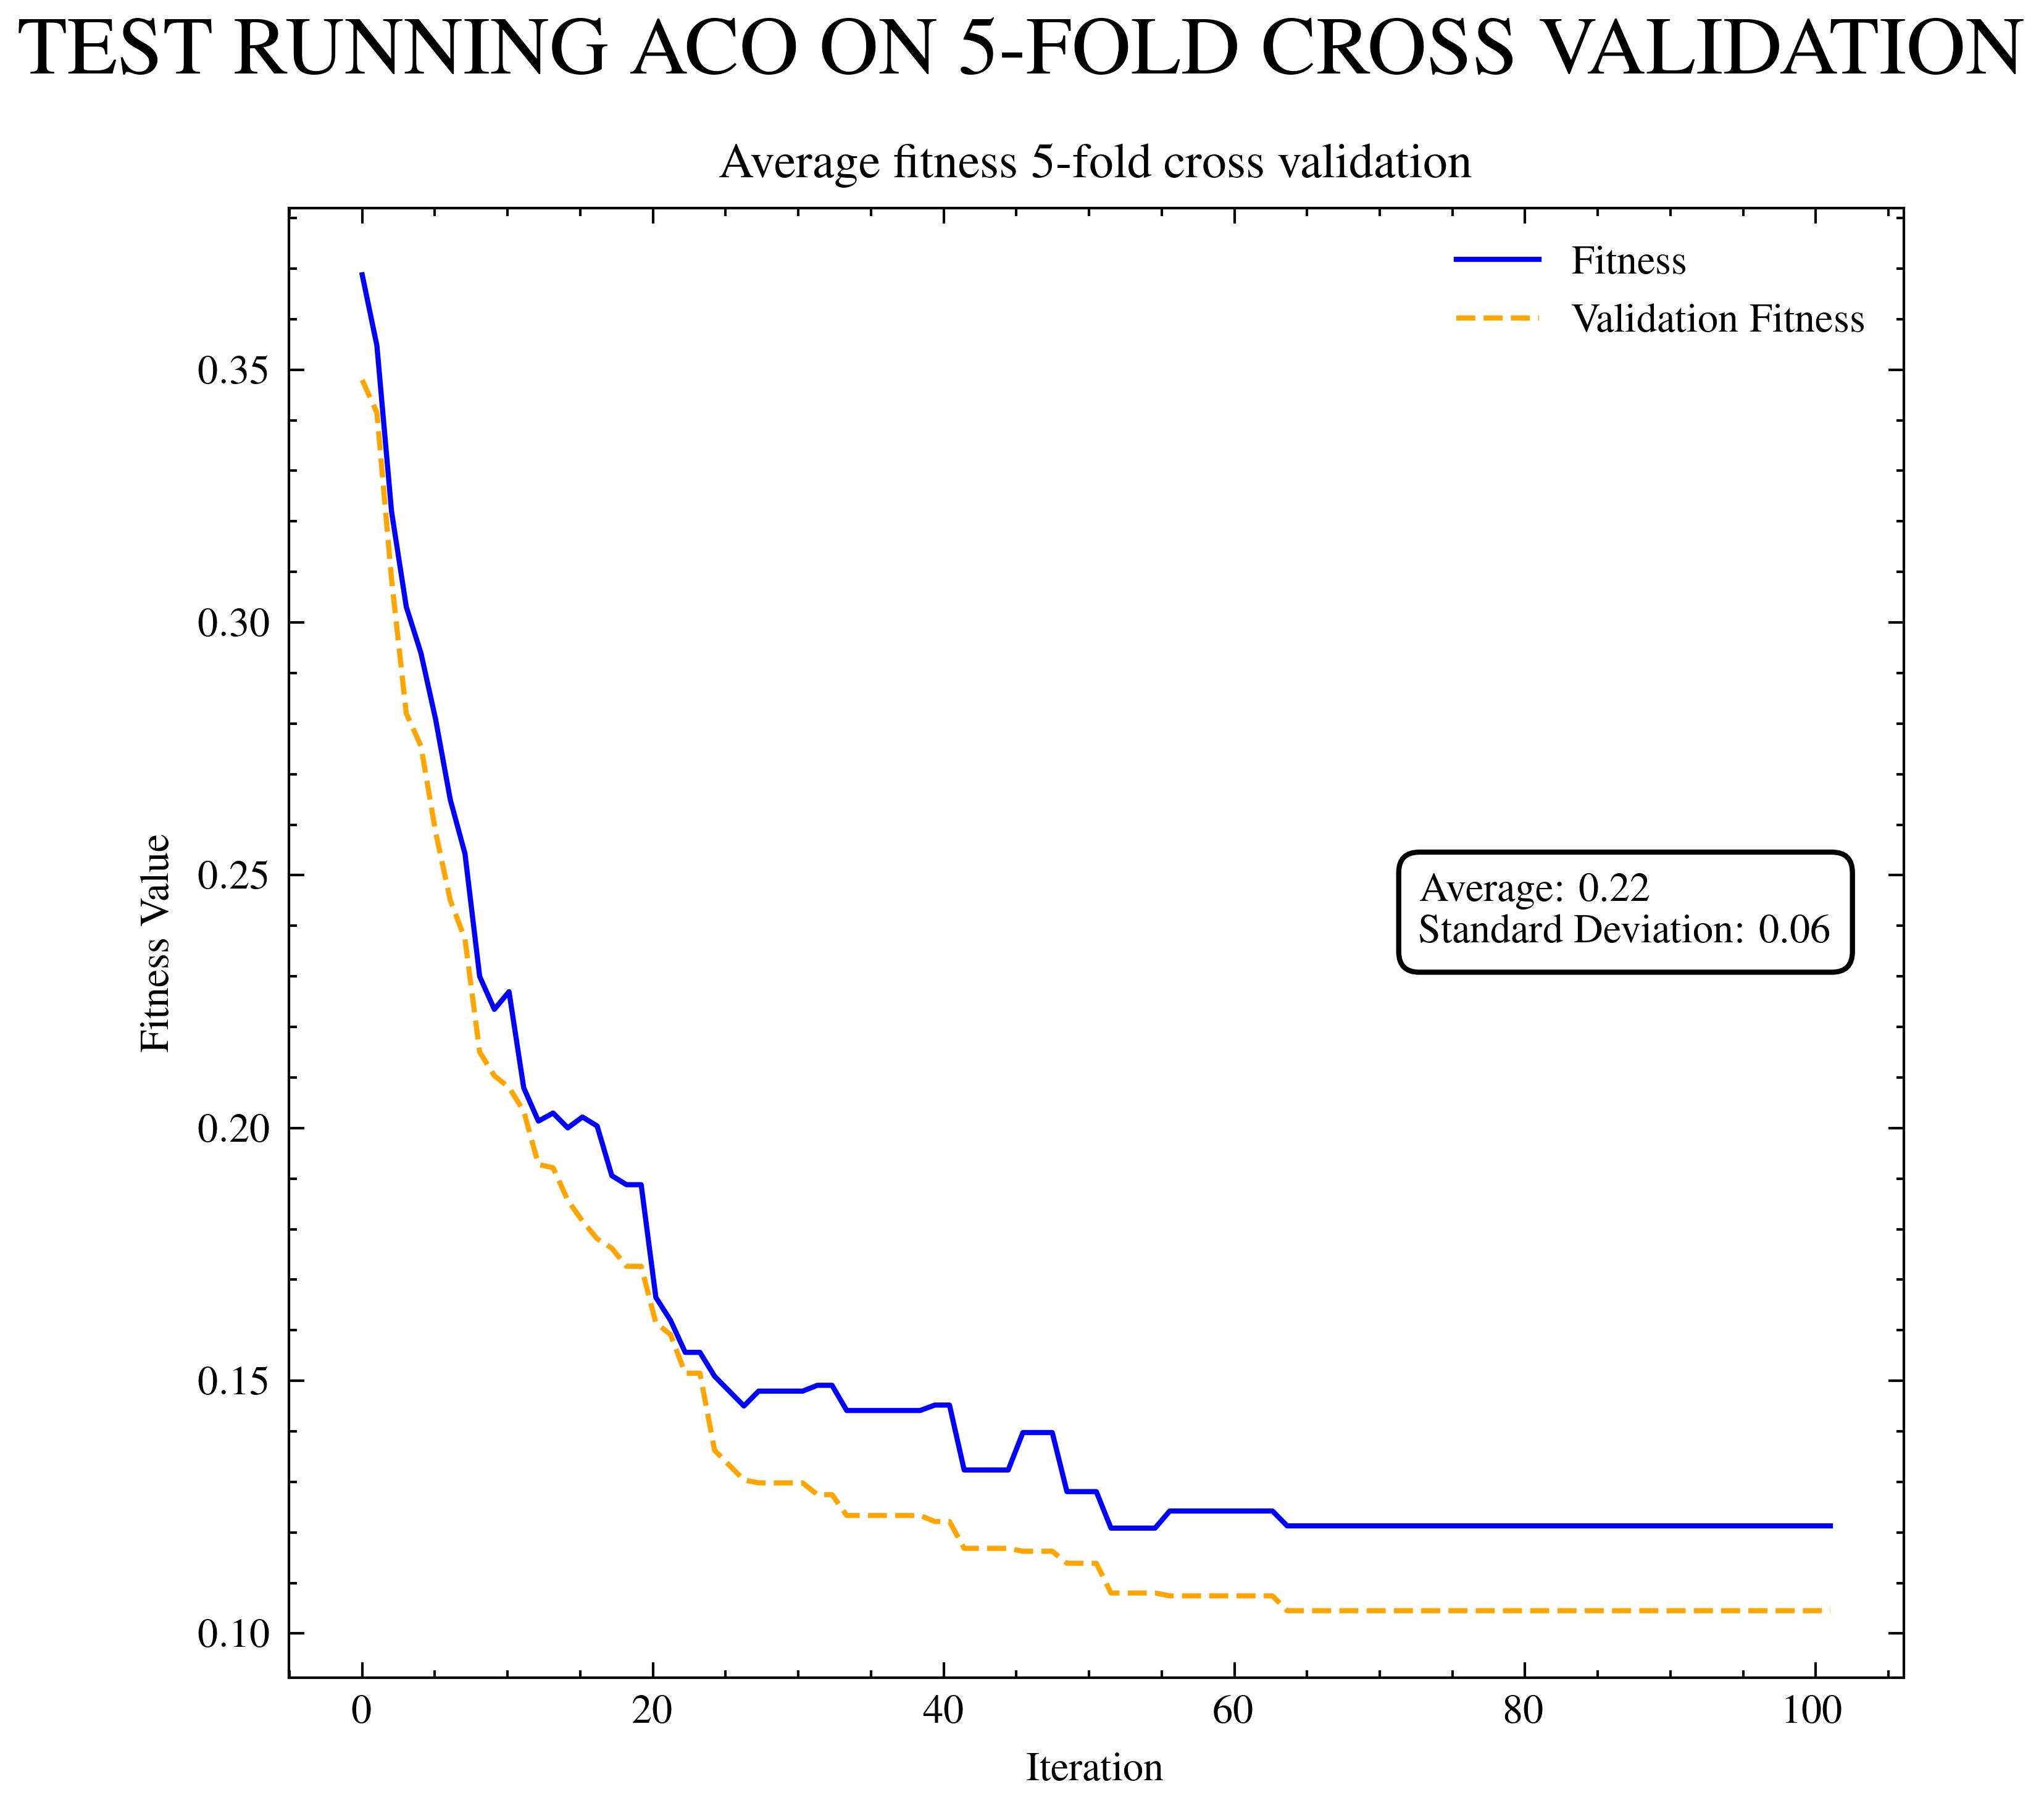 TEST RUNNING ACO ON 5-FOLD CROSS VALIDATION
Average fitness 5-fold cross validation
Fitness
Validation Fitness
0.35
0.30
0.25
0.20
0.15
0.10
Fitness Value
Average: 0.22
Standard Deviation: 0.06
0 20 40 60 80 100
Iteration